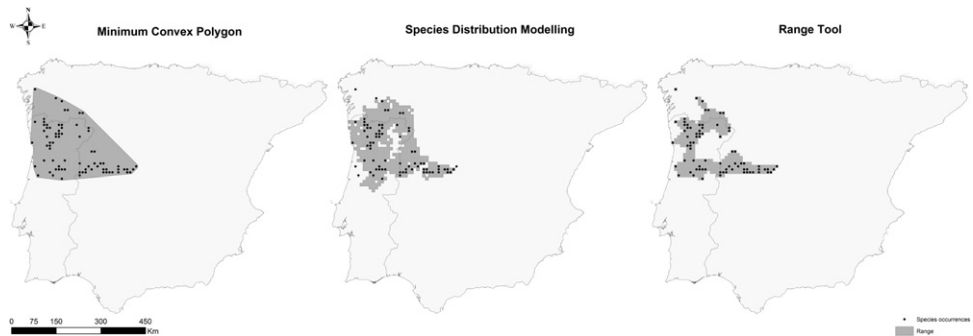 N
W E
S
Minimum Convex Polygon
Species Distribution Modelling
Range Tool
0 75 150 300 450
Km
Species occurrences
Range